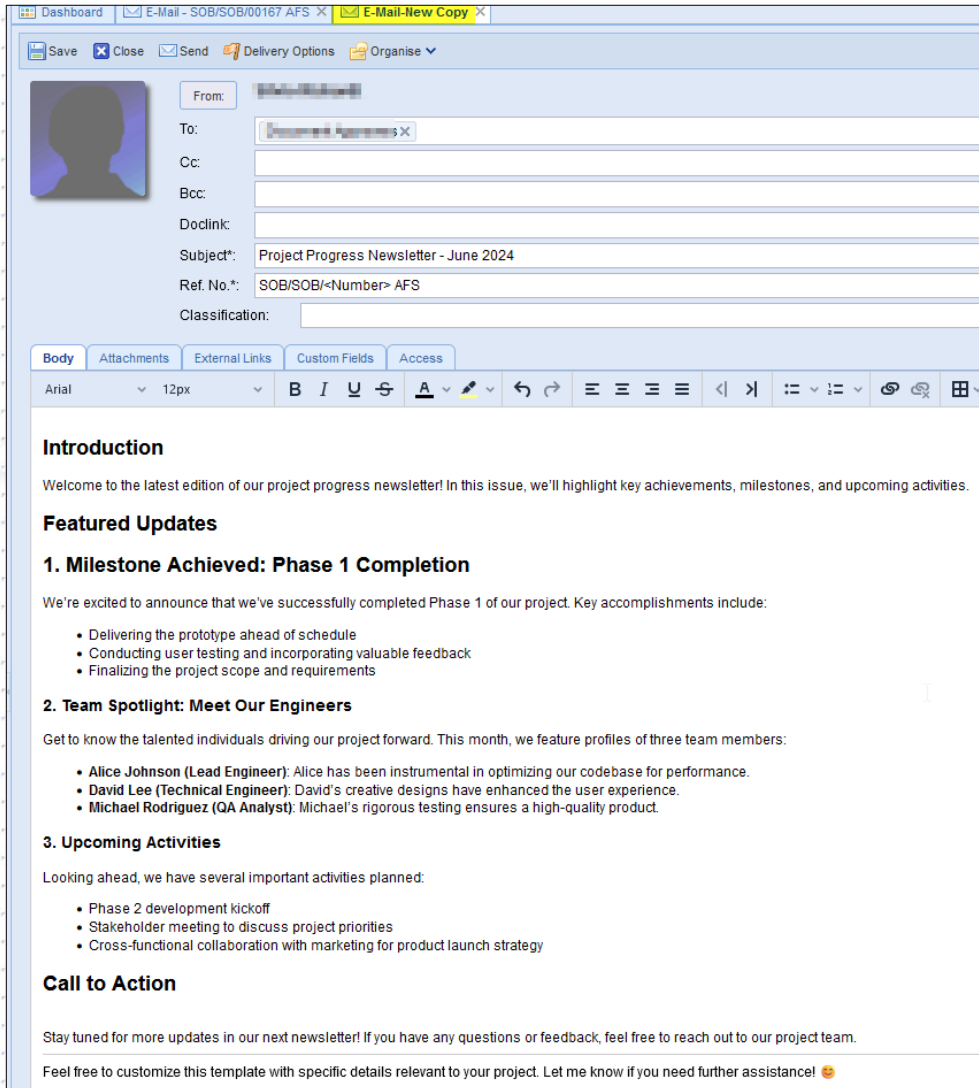 Dashboard E-Mail - SOB/SOB/00167 AFS E-Mail-New Copy
Save Close Send Delivery Options Organise
From:
To:
Cc:
Bcc:
Doclink:
Subject*: Project Progress Newsletter - June 2024
Ref. No.*: SOB/SOB/<Number> AFS
Classification:
Body Attachments External Links Custom Fields Access
Arial 12px B I U S A
Introduction
Welcome to the latest edition of our project progress newsletter! In this issue, we'll highlight key achievements, milestones, and upcoming activities.
Featured Updates
1. Milestone Achieved: Phase 1 Completion
We're excited to announce that we've successfully completed Phase 1 of our project. Key accomplishments include:
• Delivering the prototype ahead of schedule
• Conducting user testing and incorporating valuable feedback
• Finalizing the project scope and requirements
2. Team Spotlight: Meet Our Engineers
Get to know the talented individuals driving our project forward. This month, we feature profiles of three team members:
• Alice Johnson (Lead Engineer): Alice has been instrumental in optimizing our codebase for performance.
• David Lee (Technical Engineer): David's creative designs have enhanced the user experience.
• Michael Rodriguez (QA Analyst): Michael's rigorous testing ensures a high-quality product.
3. Upcoming Activities
Looking ahead, we have several important activities planned:
• Phase 2 development kickoff
• Stakeholder meeting to discuss project priorities
• Cross-functional collaboration with marketing for product launch strategy
Call to Action
Stay tuned for more updates in our next newsletter! If you have any questions or feedback, feel free to reach out to our project team.
Feel free to customize this template with specific details relevant to your project. Let me know if you need further assistance! 😊